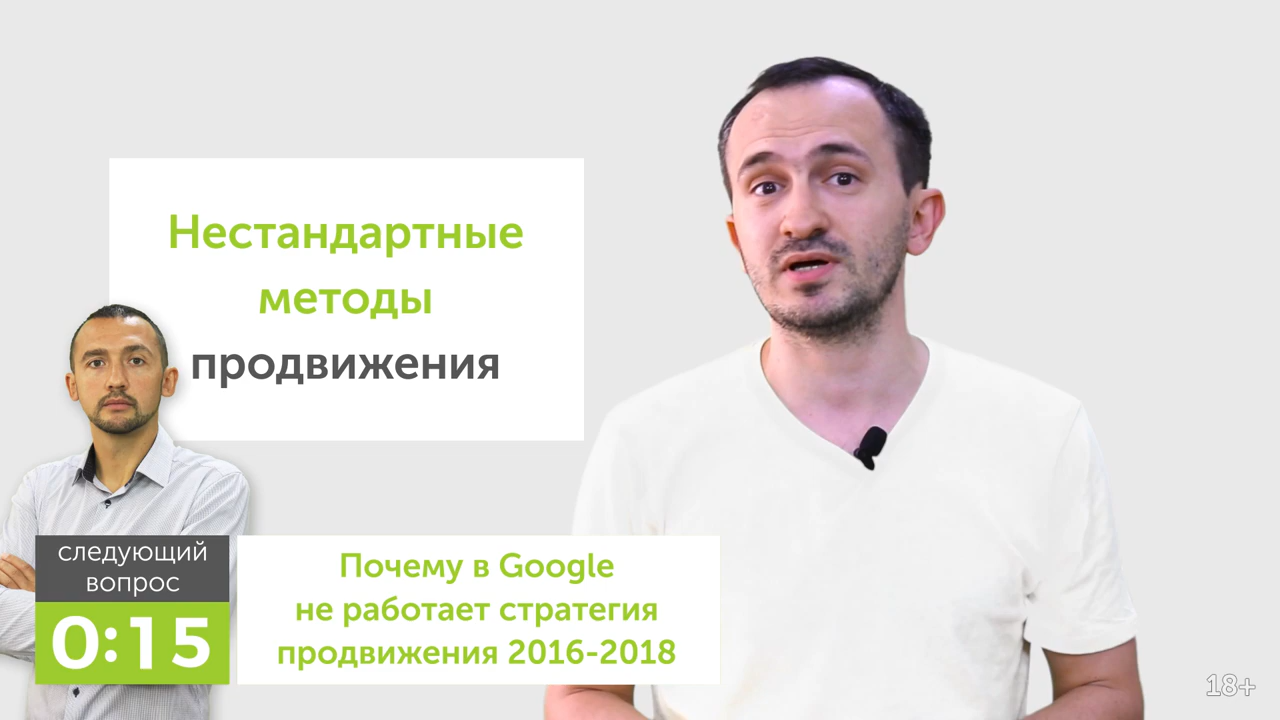 Нестандартные
методы
продвижения
следующий
вопрос
0:15
Почему в Google
не работает стратегия
продвижения 2016-2018
18+